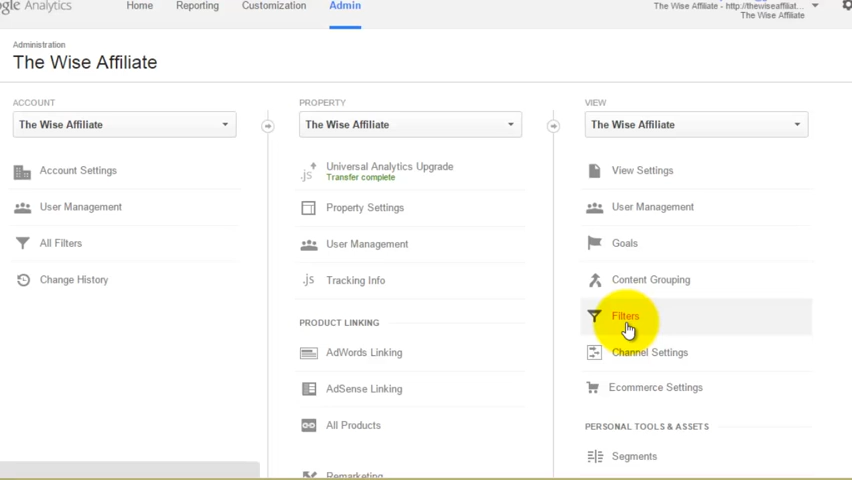 gle Analytics
Home
Reporting
Customization
Admin
The Wise Affiliate - http://thewiseaffiliat...
The Wise Affiliate
Administration
The Wise Affiliate
ACCOUNT
The Wise Affiliate
Account Settings
User Management
All Filters
Change History
PROPERTY
The Wise Affiliate
.js Universal Analytics Upgrade
Transfer complete
Property Settings
User Management
.js Tracking Info
PRODUCT LINKING
AdWords Linking
AdSense Linking
All Products
Remarketing
VIEW
The Wise Affiliate
View Settings
User Management
Goals
Content Grouping
Filters
Channel Settings
Ecommerce Settings
PERSONAL TOOLS & ASSETS
Segments